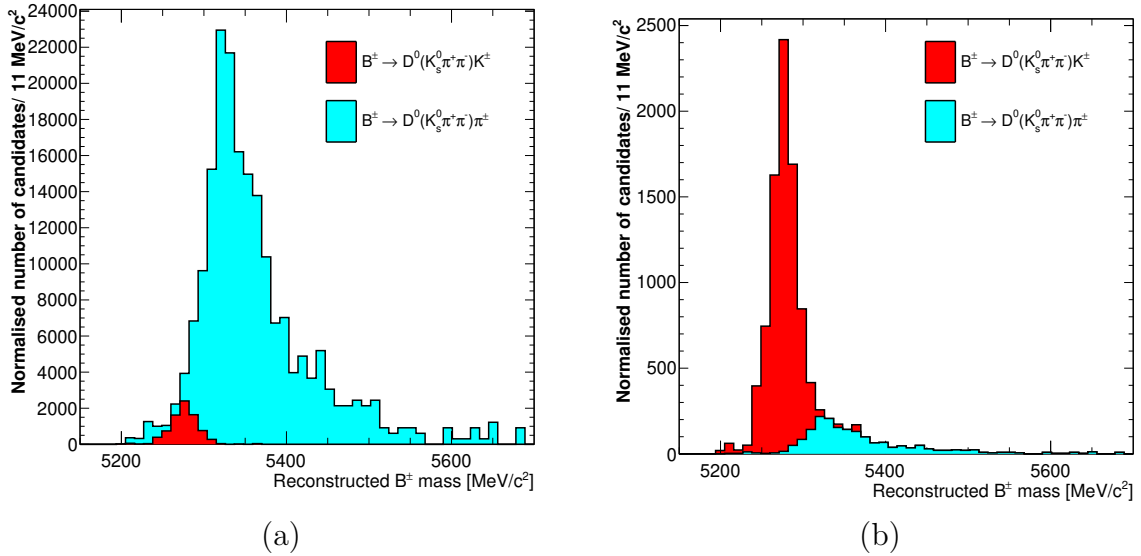 Normalised number of candidates/ 11 MeV/c²
24000
22000
20000
18000
16000
14000
12000
10000
8000
6000
4000
2000
0
B± → D⁰(K⁰ₛπ⁺π⁻)K±
B± → D⁰(K⁰ₛπ⁺π⁻)π±
5200 5400 5600
Reconstructed B± mass [MeV/c²]
(a)
Normalised number of candidates/ 11 MeV/c²
2500
2000
1500
1000
500
0
B± → D⁰(K⁰ₛπ⁺π⁻)K±
B± → D⁰(K⁰ₛπ⁺π⁻)π±
5200 5400 5600
Reconstructed B± mass [MeV/c²]
(b)